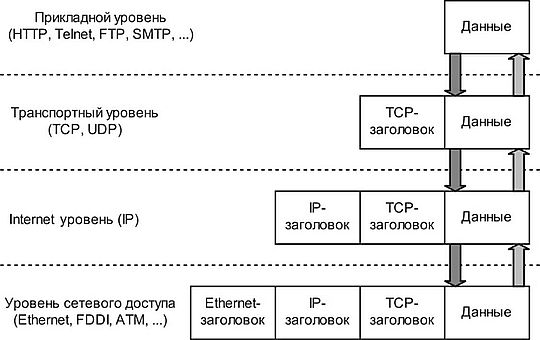 Прикладной уровень
(HTTP, Telnet, FTP, SMTP, ...)
Данные
Транспортный уровень
(TCP, UDP)
TCP-
заголовок
Данные
Internet уровень (IP)
IP-
заголовок
TCP-
заголовок
Данные
Уровень сетевого доступа
(Ethernet, FDDI, ATM, ...)
Ethernet-
заголовок
IP-
заголовок
TCP-
заголовок
Данные